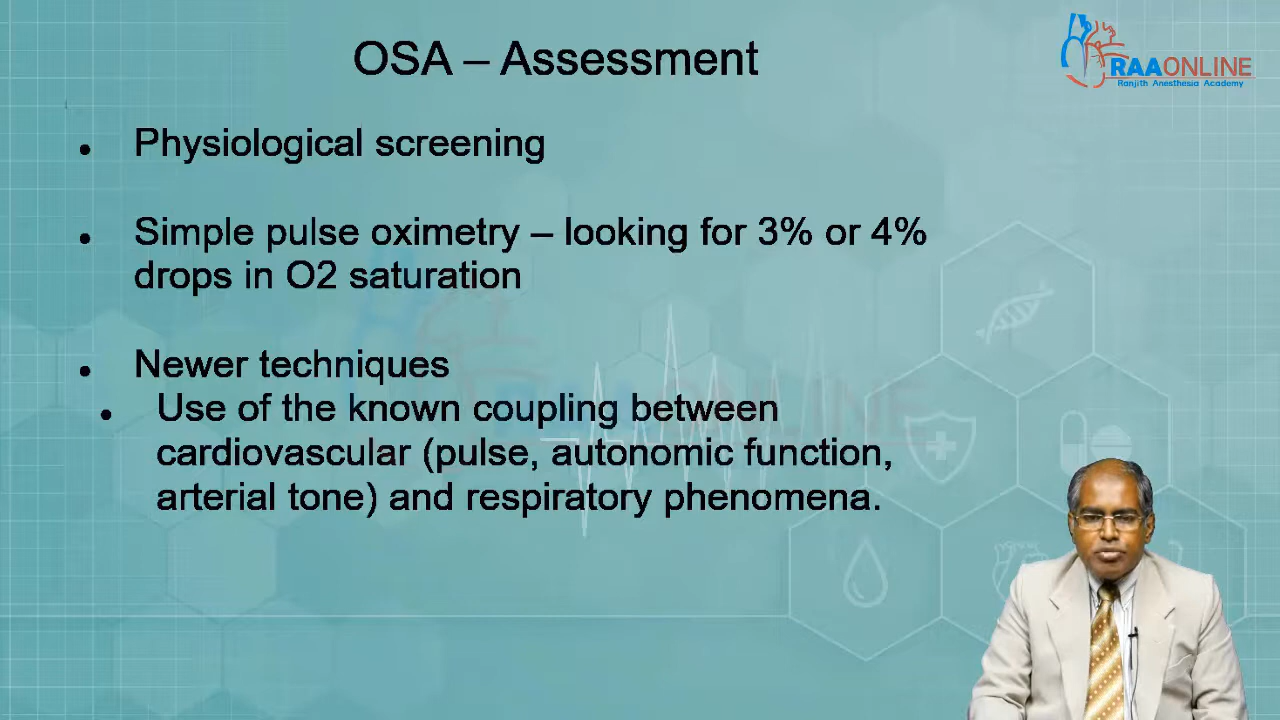 OSA – Assessment
RAAONLINE
Ranjith Anesthesia Academy
• Physiological screening
• Simple pulse oximetry – looking for 3% or 4%
drops in O2 saturation
• Newer techniques
• Use of the known coupling between
cardiovascular (pulse, autonomic function,
arterial tone) and respiratory phenomena.
RAAONLINE